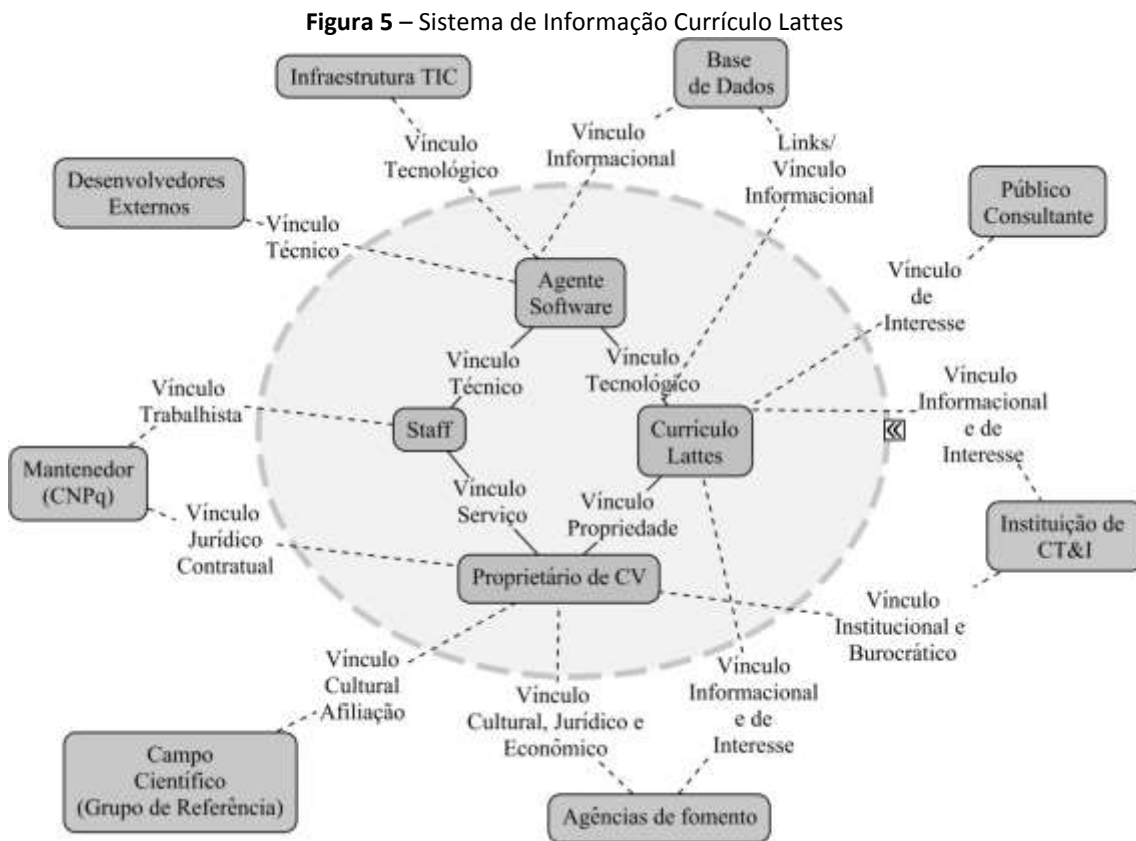 Figura 5 – Sistema de Informação Currículo Lattes
Infraestrutura TIC
Base
de Dados
Vínculo
Tecnológico
Vínculo
Informacional
Links/
Vínculo
Informacional
Desenvolvedores
Externos
Público
Consultante
Vínculo
Técnico
Agente
Software
Vínculo
de
Interesse
Vínculo
Técnico
Vínculo
Tecnológico
Vínculo
Trabalhista
Vínculo
Informacional
e de
Interesse
Staff
Currículo
Lattes
Mantenedor
(CNPq)
Vínculo
Serviço
Vínculo
Propriedade
Vínculo
Jurídico
Contratual
Instituição de
CT&I
Proprietário de CV
Vínculo
Institucional e
Burocrático
Vínculo
Cultural
Afiliação
Vínculo
Cultural, Jurídico e
Econômico
Vínculo
Informacional
e de
Interesse
Campo
Científico
(Grupo de Referência)
Agências de fomento